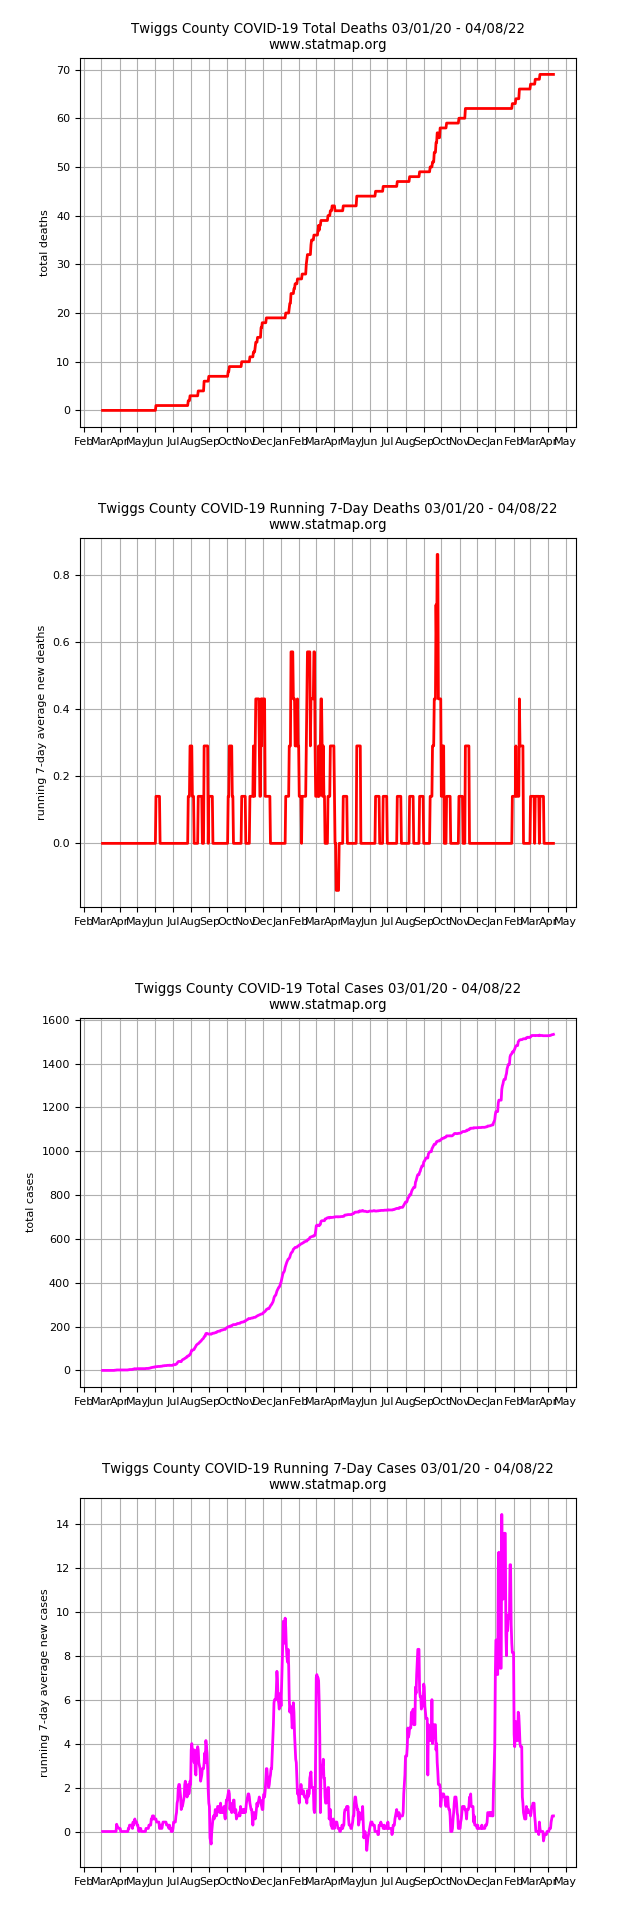 Twiggs County COVID-19 Total Deaths 03/01/20 - 04/08/22
www.statmap.org
70
60
50
40
30
20
10
0
total deaths
Feb Mar Apr May Jun Jul Aug Sep Oct Nov Dec Jan Feb Mar Apr May Jun Jul Aug Sep Oct Nov Dec Jan Feb Mar Apr May
Twiggs County COVID-19 Running 7-Day Deaths 03/01/20 - 04/08/22
www.statmap.org
0.8
0.6
0.4
0.2
0.0
running 7-day average new deaths
Feb Mar Apr May Jun Jul Aug Sep Oct Nov Dec Jan Feb Mar Apr May Jun Jul Aug Sep Oct Nov Dec Jan Feb Mar Apr May
Twiggs County COVID-19 Total Cases 03/01/20 - 04/08/22
www.statmap.org
1600
1400
1200
1000
800
600
400
200
0
total cases
Feb Mar Apr May Jun Jul Aug Sep Oct Nov Dec Jan Feb Mar Apr May Jun Jul Aug Sep Oct Nov Dec Jan Feb Mar Apr May
Twiggs County COVID-19 Running 7-Day Cases 03/01/20 - 04/08/22
www.statmap.org
14
12
10
8
6
4
2
0
running 7-day average new cases
Feb Mar Apr May Jun Jul Aug Sep Oct Nov Dec Jan Feb Mar Apr May Jun Jul Aug Sep Oct Nov Dec Jan Feb Mar Apr May